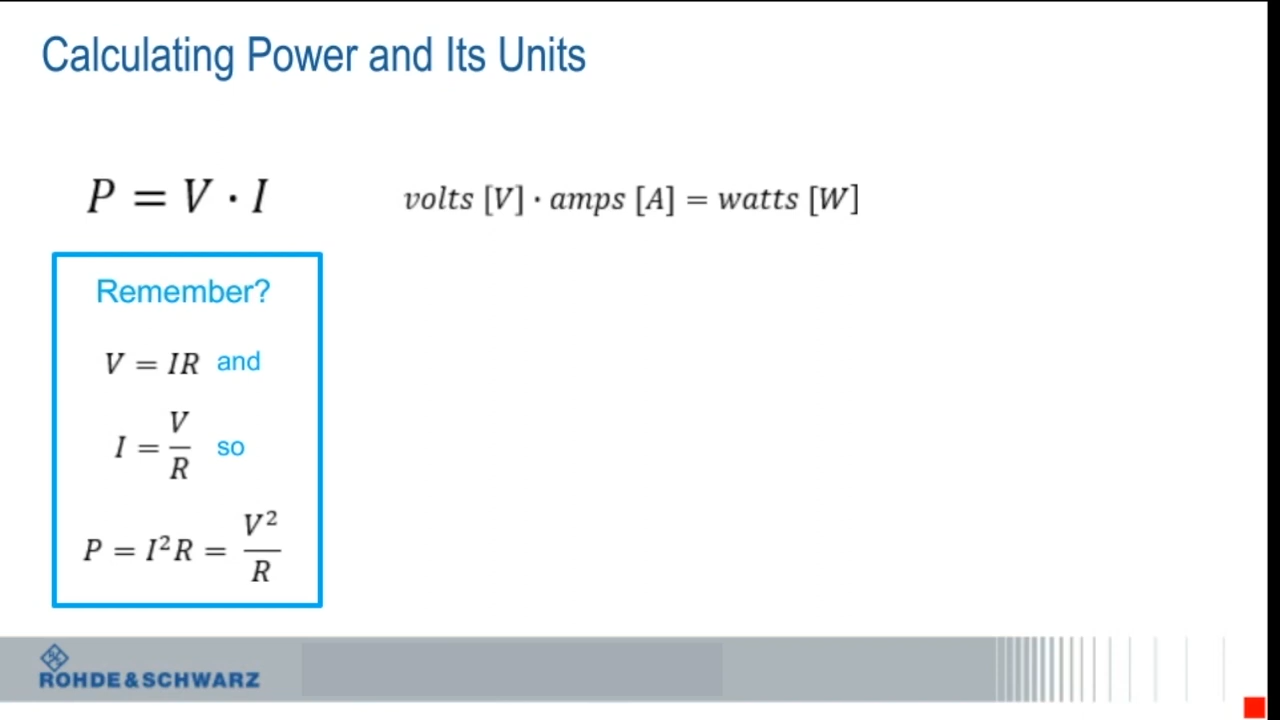 Calculating Power and Its Units
P = V · I
volts [V] · amps [A] = watts [W]
Remember?
V = IR and
I = V/R so
P = I²R = V²/R
ROHDE&SCHWARZ